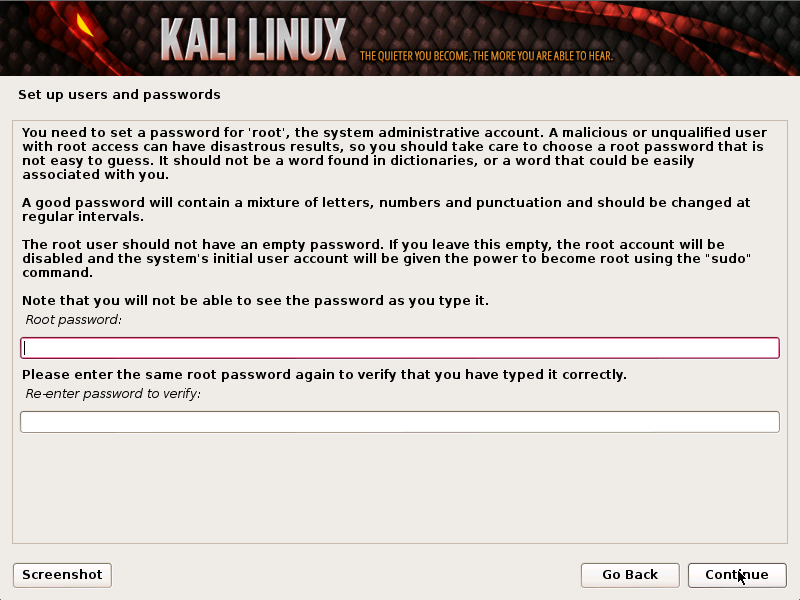 KALI LINUX THE QUIETER YOU BECOME, THE MORE YOU ARE ABLE TO HEAR.
Set up users and passwords
You need to set a password for 'root', the system administrative account. A malicious or unqualified user
with root access can have disastrous results, so you should take care to choose a root password that is
not easy to guess. It should not be a word found in dictionaries, or a word that could be easily
associated with you.
A good password will contain a mixture of letters, numbers and punctuation and should be changed at
regular intervals.
The root user should not have an empty password. If you leave this empty, the root account will be
disabled and the system's initial user account will be given the power to become root using the "sudo"
command.
Note that you will not be able to see the password as you type it.
Root password:
Please enter the same root password again to verify that you have typed it correctly.
Re-enter password to verify:
Screenshot
Go Back
Continue